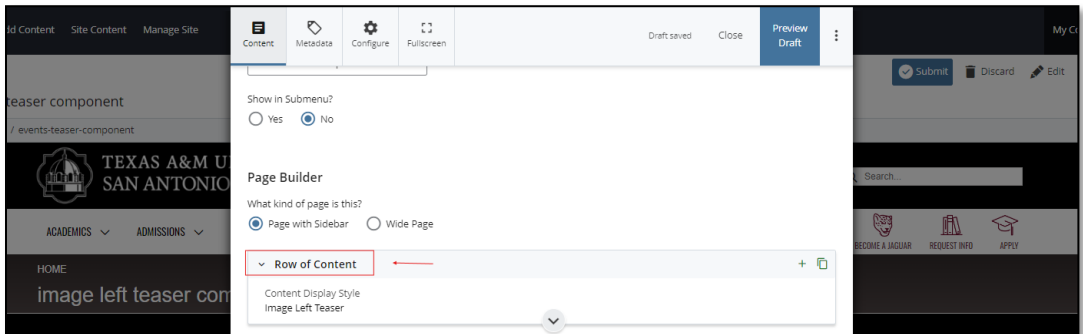 dd Content Site Content Manage Site
Content Metadata Configure Fullscreen
Draft saved Close Preview Draft
My Co
Submit Discard Edit
teaser component
/ events-teaser-component
Show in Submenu?
Yes No
TEXAS A&M U
SAN ANTONIO
Search...
Page Builder
What kind of page is this?
Page with Sidebar Wide Page
ACADEMICS ADMISSIONS
BECOME A JAGUAR REQUEST INFO APPLY
Row of Content
HOME
image left teaser com
Content Display Style
Image Left Teaser